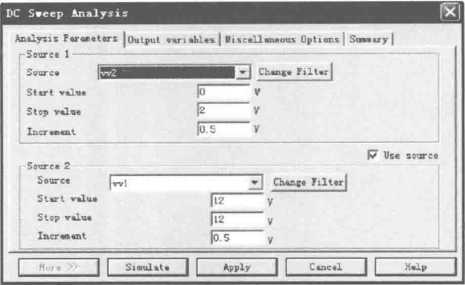 DC Sweep Analysis
Analysis Parameters Output variables Miscellaneous Options Summary
Source 1
Source vv2 Change Filter
Start value 0 V
Stop value 2 V
Increment 0.5 V
Use source
Source 2
Source vv1 Change Filter
Start value 12 V
Stop value 12 V
Increment 0.5 V
More >> Simulate Apply Cancel Help